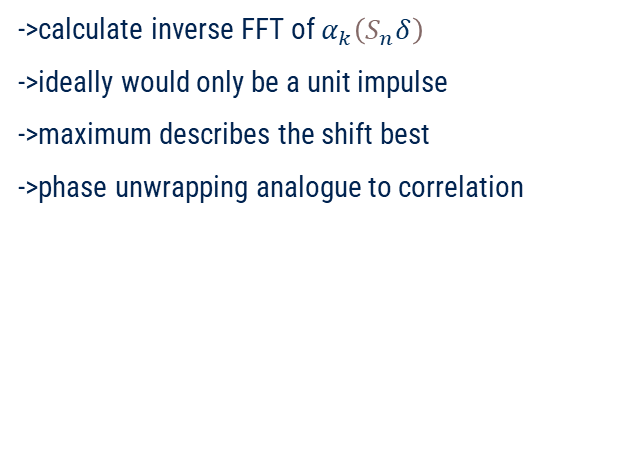 ->calculate inverse FFT of αₖ(Sₙδ)
->ideally would only be a unit impulse
->maximum describes the shift best
->phase unwrapping analogue to correlation